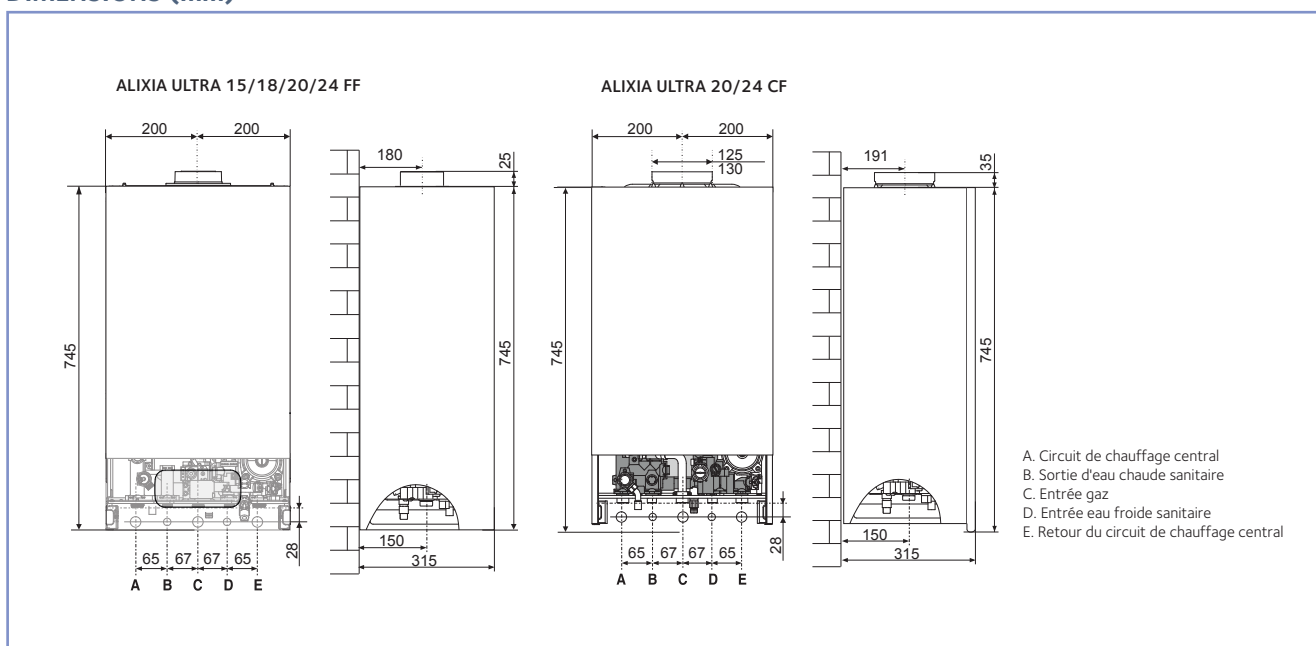 DIMENSIONS (mm)
ALIXIA ULTRA 15/18/20/24 FF
200 200
180
25
745
745
28
150
315
65 67 67 65
A B C D E
ALIXIA ULTRA 20/24 CF
200 200
125
130
191
35
745
745
28
150
315
65 67 67 65
A B C D E
A. Circuit de chauffage central
B. Sortie d'eau chaude sanitaire
C. Entrée gaz
D. Entrée eau froide sanitaire
E. Retour du circuit de chauffage central